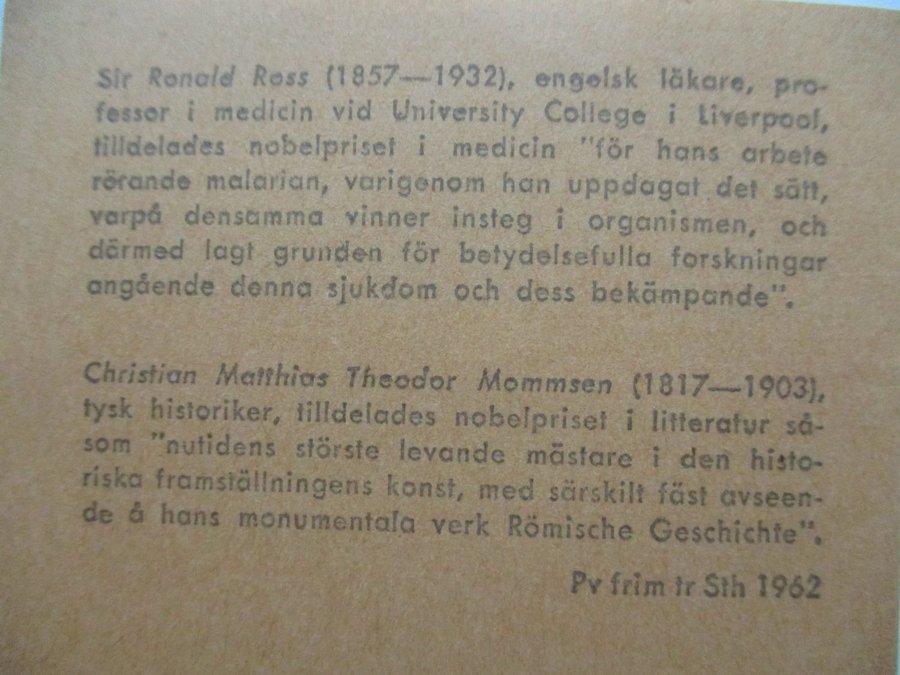 Sir Ronald Ross (1857—1932), engelsk läkare, pro-
fessor i medicin vid University College i Liverpool,
tilldelades nobelpriset i medicin "för hans arbete
rörande malarian, varigenom han uppdagat det sätt,
varpå densamma vinner insteg i organismen, och
därmed lagt grunden för betydelsefulla forskningar
angående denna sjukdom och dess bekämpande".
Christian Matthias Theodor Mommsen (1817—1903),
tysk historiker, tilldelades nobelpriset i litteratur så-
som "nutidens störste levande mästare i den histo-
riska framställningens konst, med särskilt fäst avseen-
de å hans monumentala verk Römische Geschichte".
Pv frim tr Sth 1962